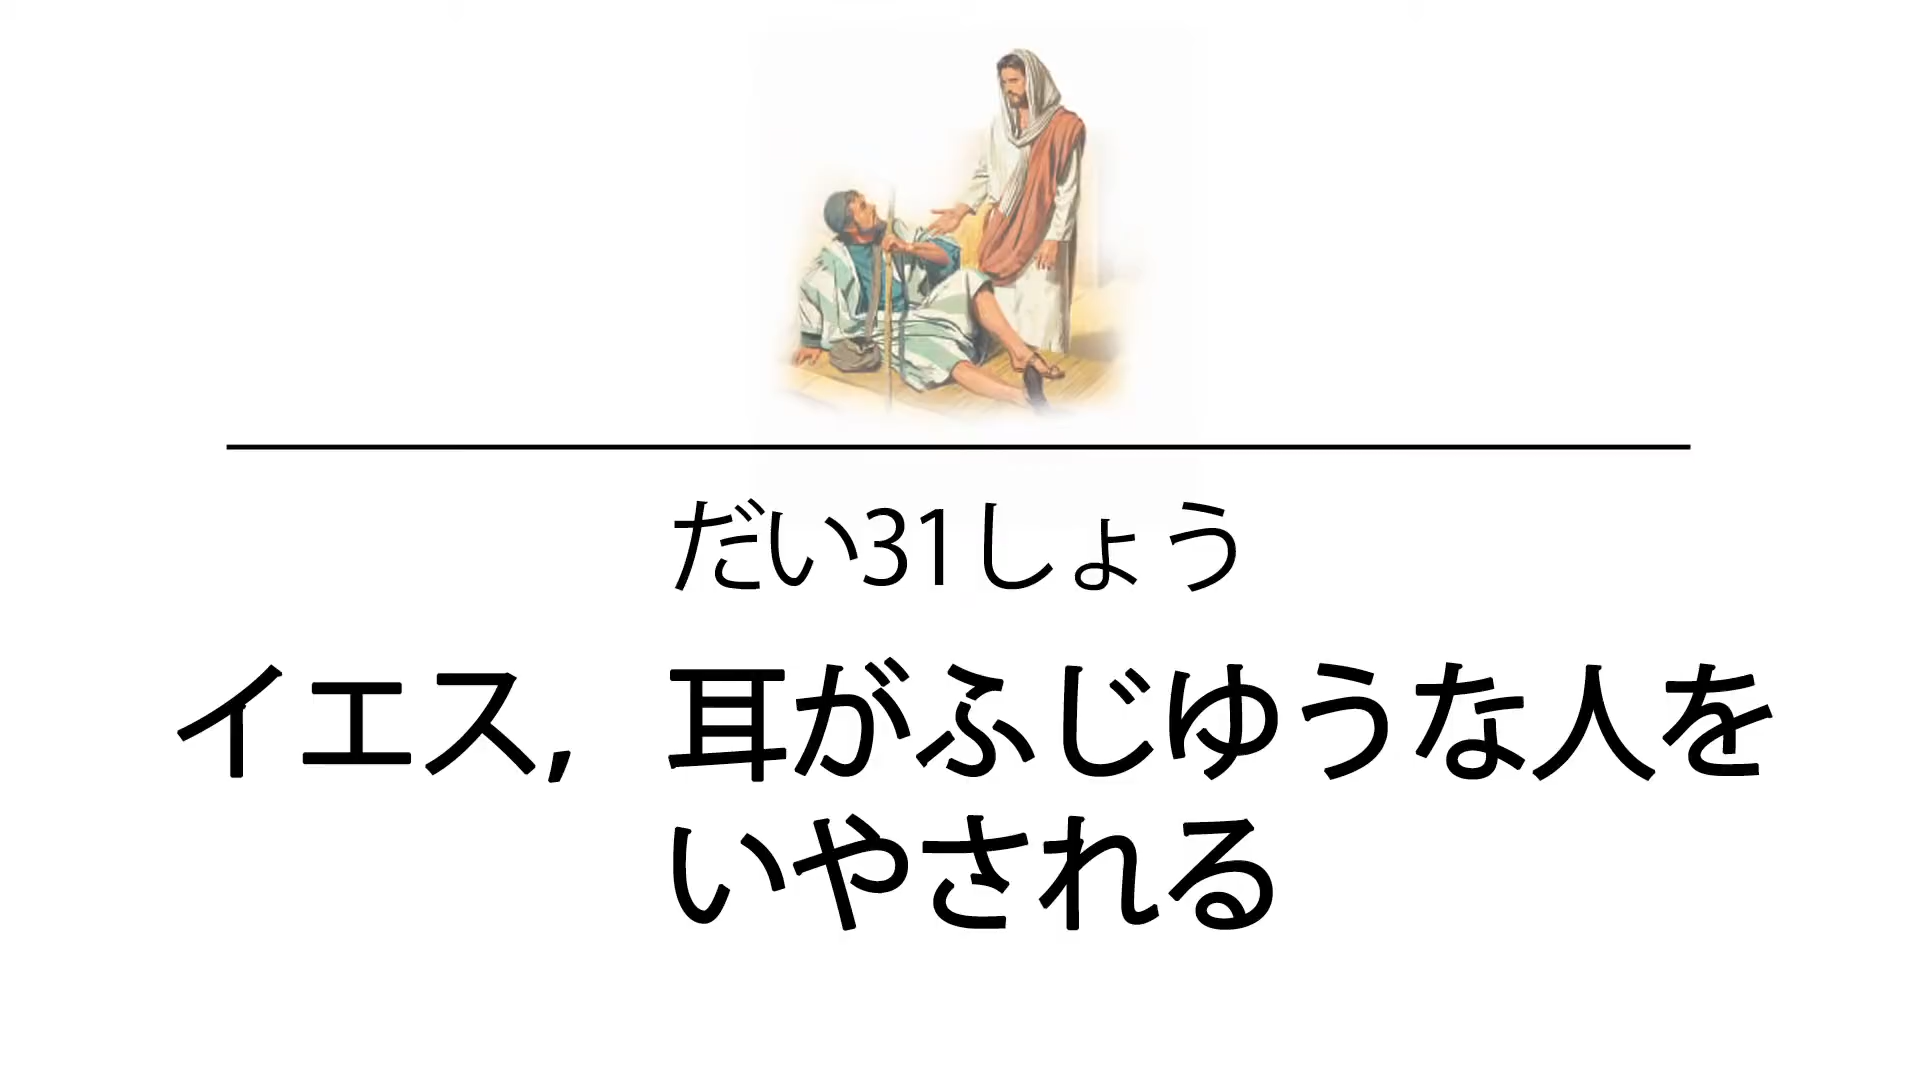 だい31しょう
イエス，耳がふじゆうな人を
いやされる